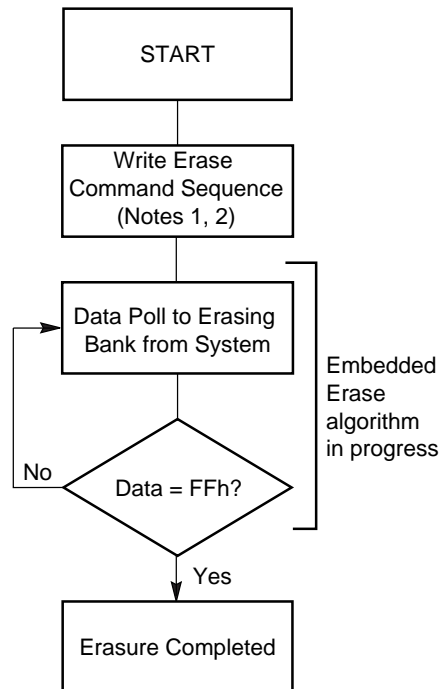 START
Write Erase
Command Sequence
(Notes 1, 2)
Data Poll to Erasing
Bank from System
Embedded
Erase
algorithm
in progress
No
Data = FFh?
Yes
Erasure Completed